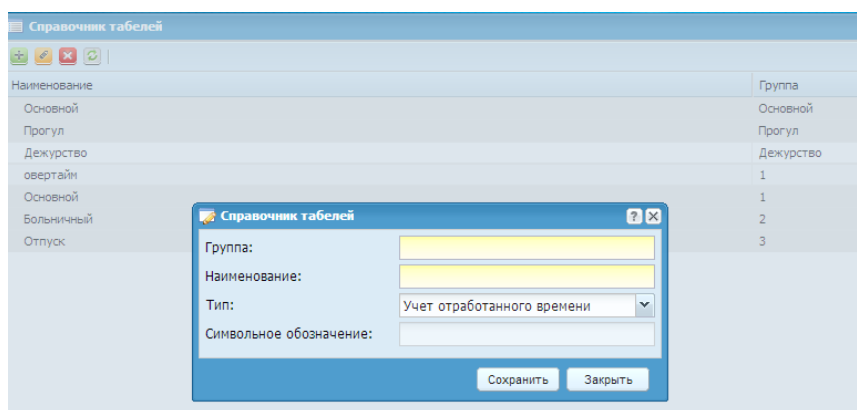 Справочник табелей
Наименование Группа
Основной Основной
Прогул Прогул
Дежурство Дежурство
овертайм 1
Основной 1
Больничный 2
Отпуск 3
Справочник табелей
Группа:
Наименование:
Тип: Учет отработанного времени
Символьное обозначение:
Сохранить Закрыть